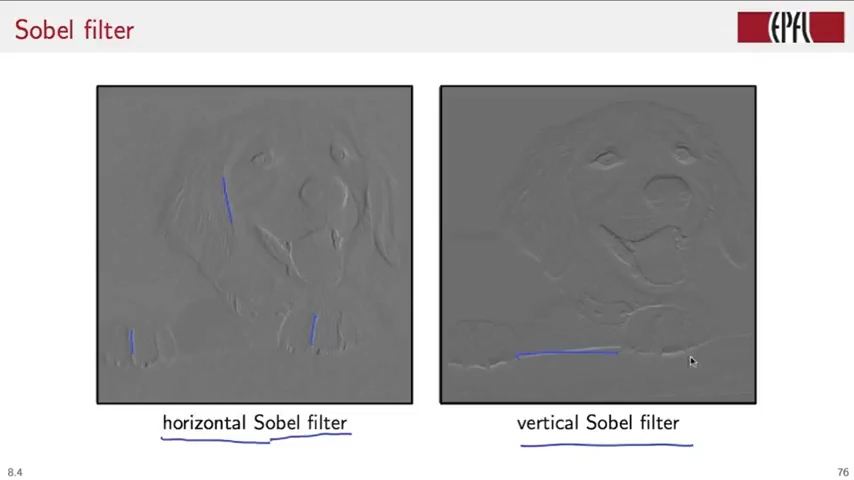 Sobel filter
EPFL
horizontal Sobel filter
vertical Sobel filter
8.4
76